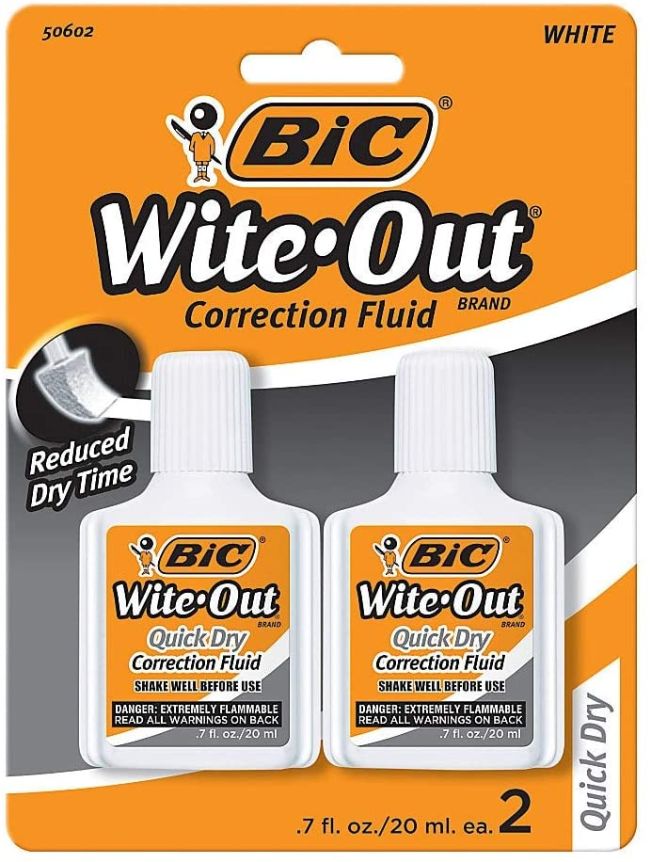 50602
WHITE
BiC®
Wite•Out®
BRAND
Correction Fluid
Reduced
Dry Time
BiC®
Wite•Out
BRAND
Quick Dry
Correction Fluid
SHAKE WELL BEFORE USE
DANGER: EXTREMELY FLAMMABLE
READ ALL WARNINGS ON BACK
.7 fl. oz./20 ml
BiC®
Wite•Out
BRAND
Quick Dry
Correction Fluid
SHAKE WELL BEFORE USE
DANGER: EXTREMELY FLAMMABLE
READ ALL WARNINGS ON BACK
.7 fl. oz./20 ml
Quick Dry
.7 fl. oz./20 ml. ea. 2